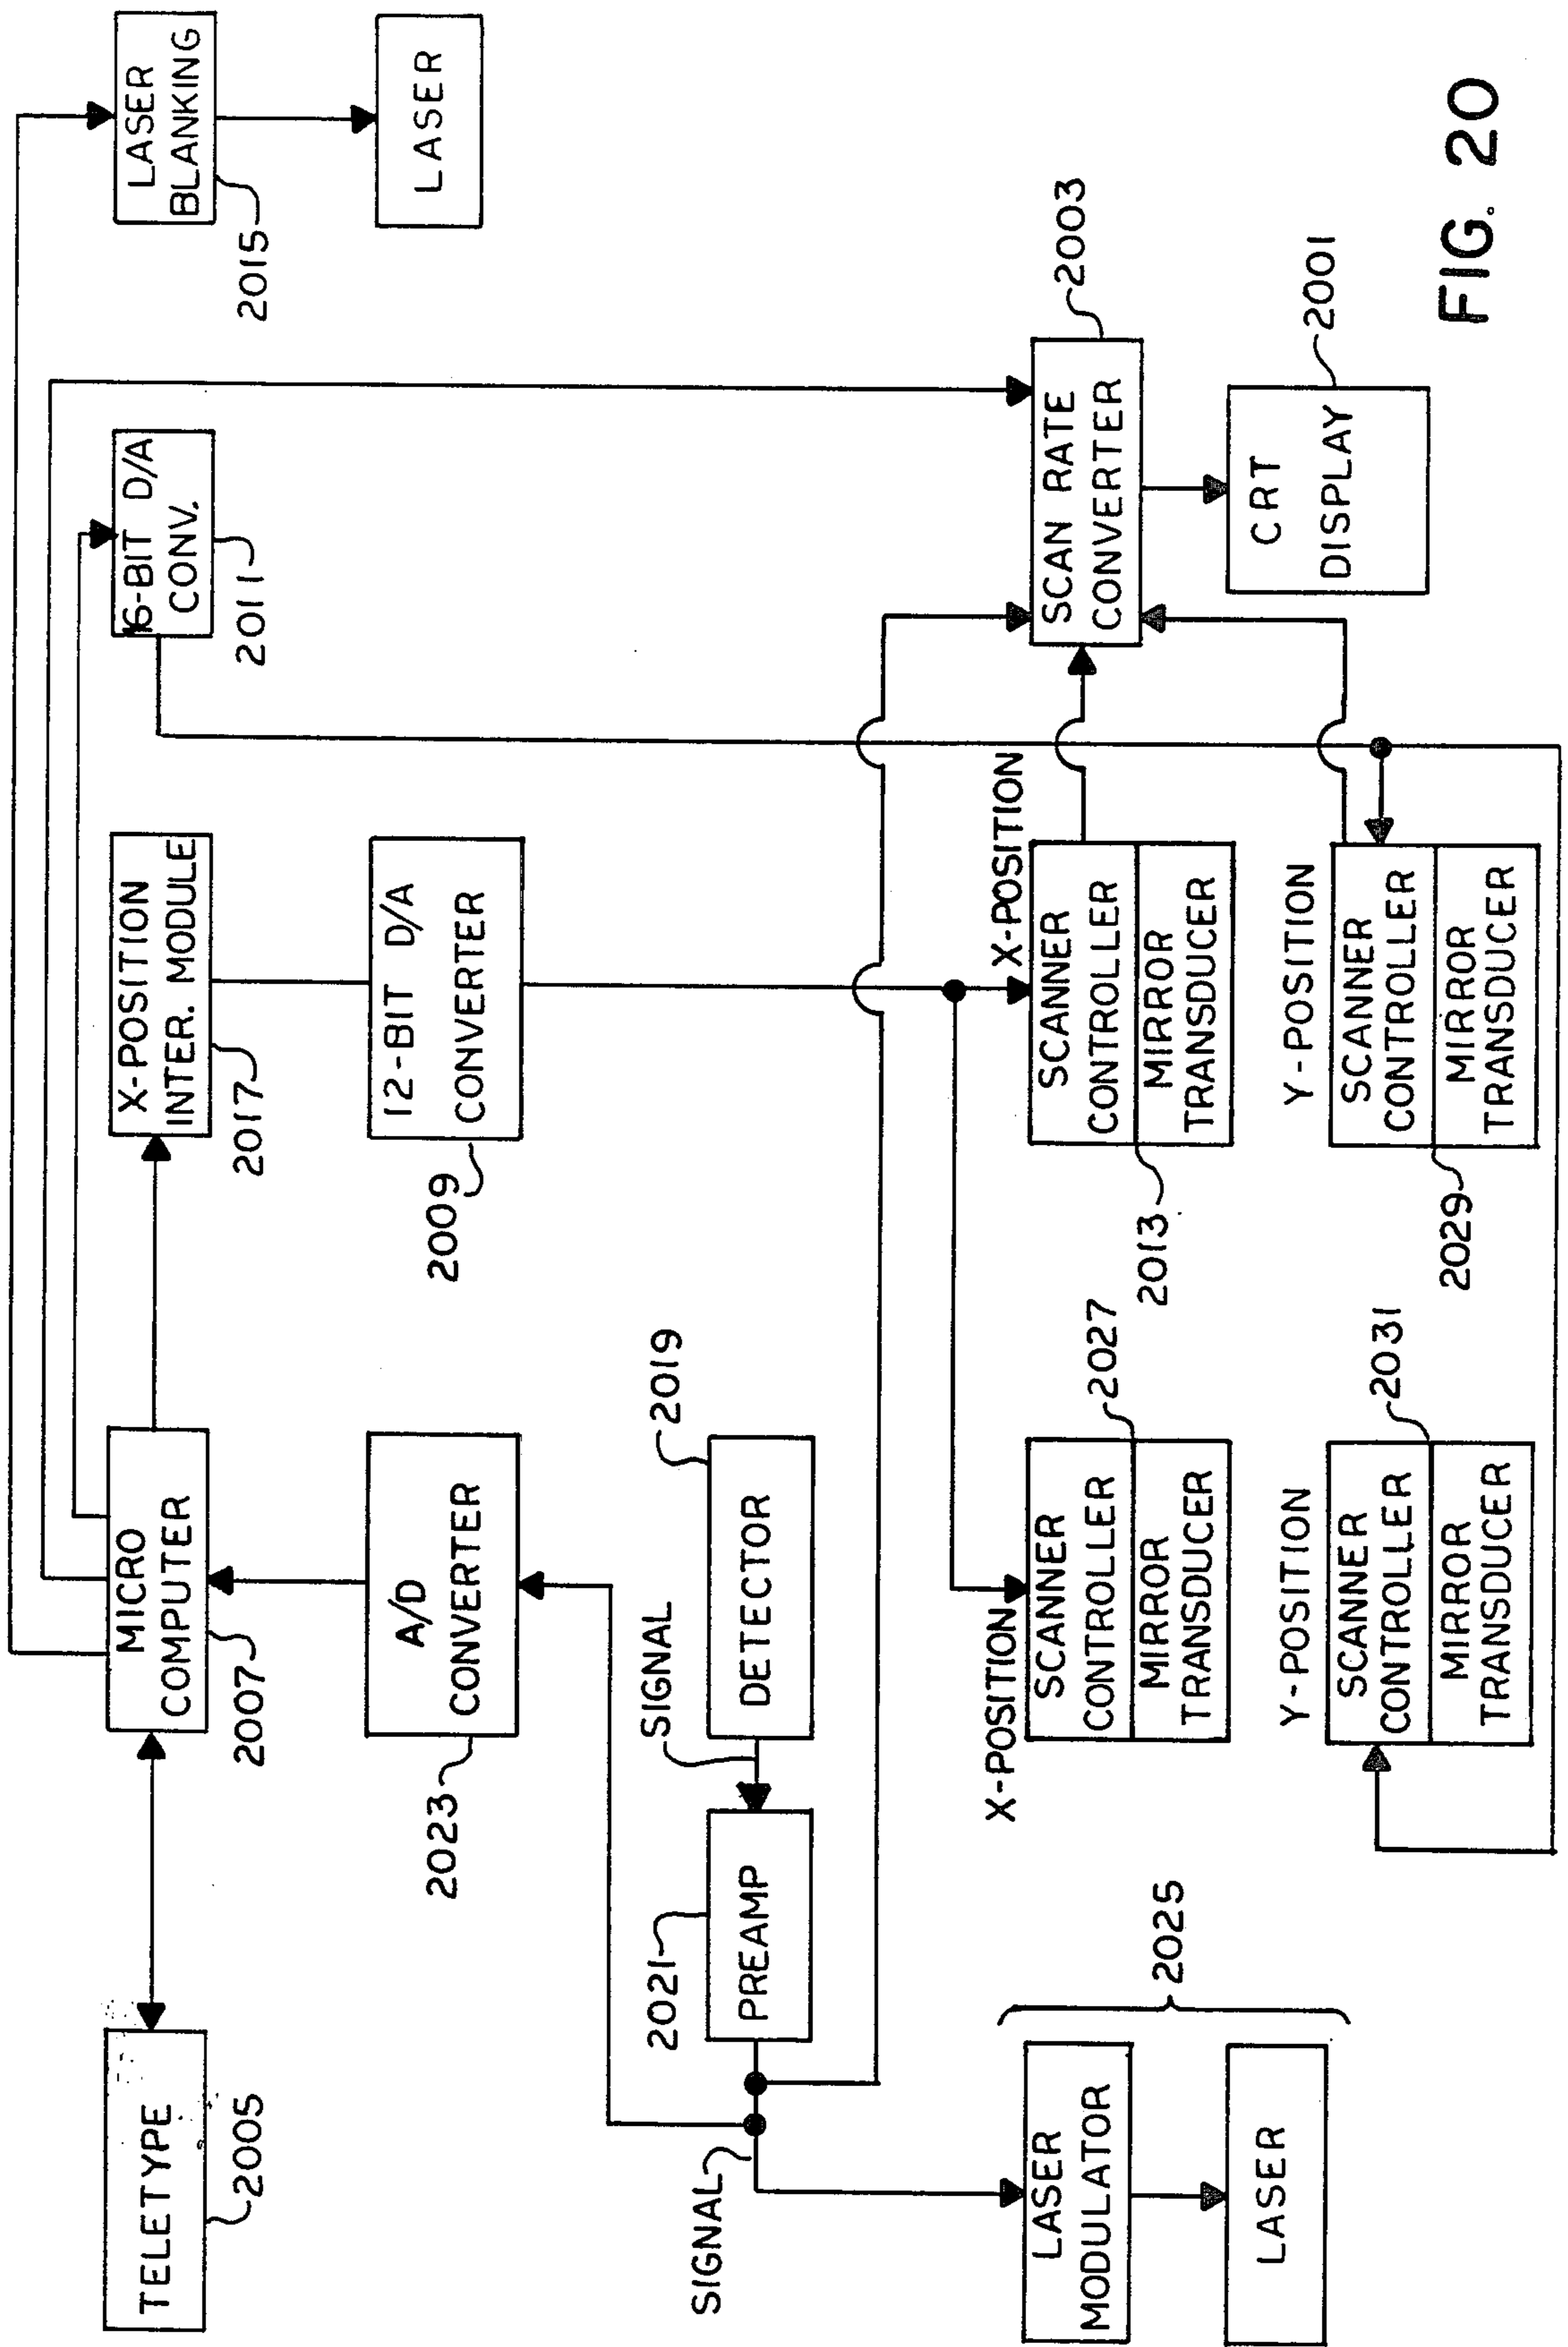 TELETYPE
2005
MICRO
COMPUTER
2007
X-POSITION
INTER. MODULE
2017
16-BIT D/A
CONV.
2011
LASER
BLANKING
2015
LASER
A/D
CONVERTER
2023
12-BIT D/A
CONVERTER
2009
SIGNAL
2019
DETECTOR
2021
PREAMP
SIGNAL
LASER
MODULATOR
LASER
2025
X-POSITION
SCANNER
CONTROLLER
MIRROR
TRANSDUCER
2027
X-POSITION
SCANNER
CONTROLLER
MIRROR
TRANSDUCER
2013
SCAN RATE
CONVERTER
2003
CRT
DISPLAY
2001
Y-POSITION
SCANNER
CONTROLLER
MIRROR
TRANSDUCER
2031
Y-POSITION
SCANNER
CONTROLLER
MIRROR
TRANSDUCER
2029
FIG. 20